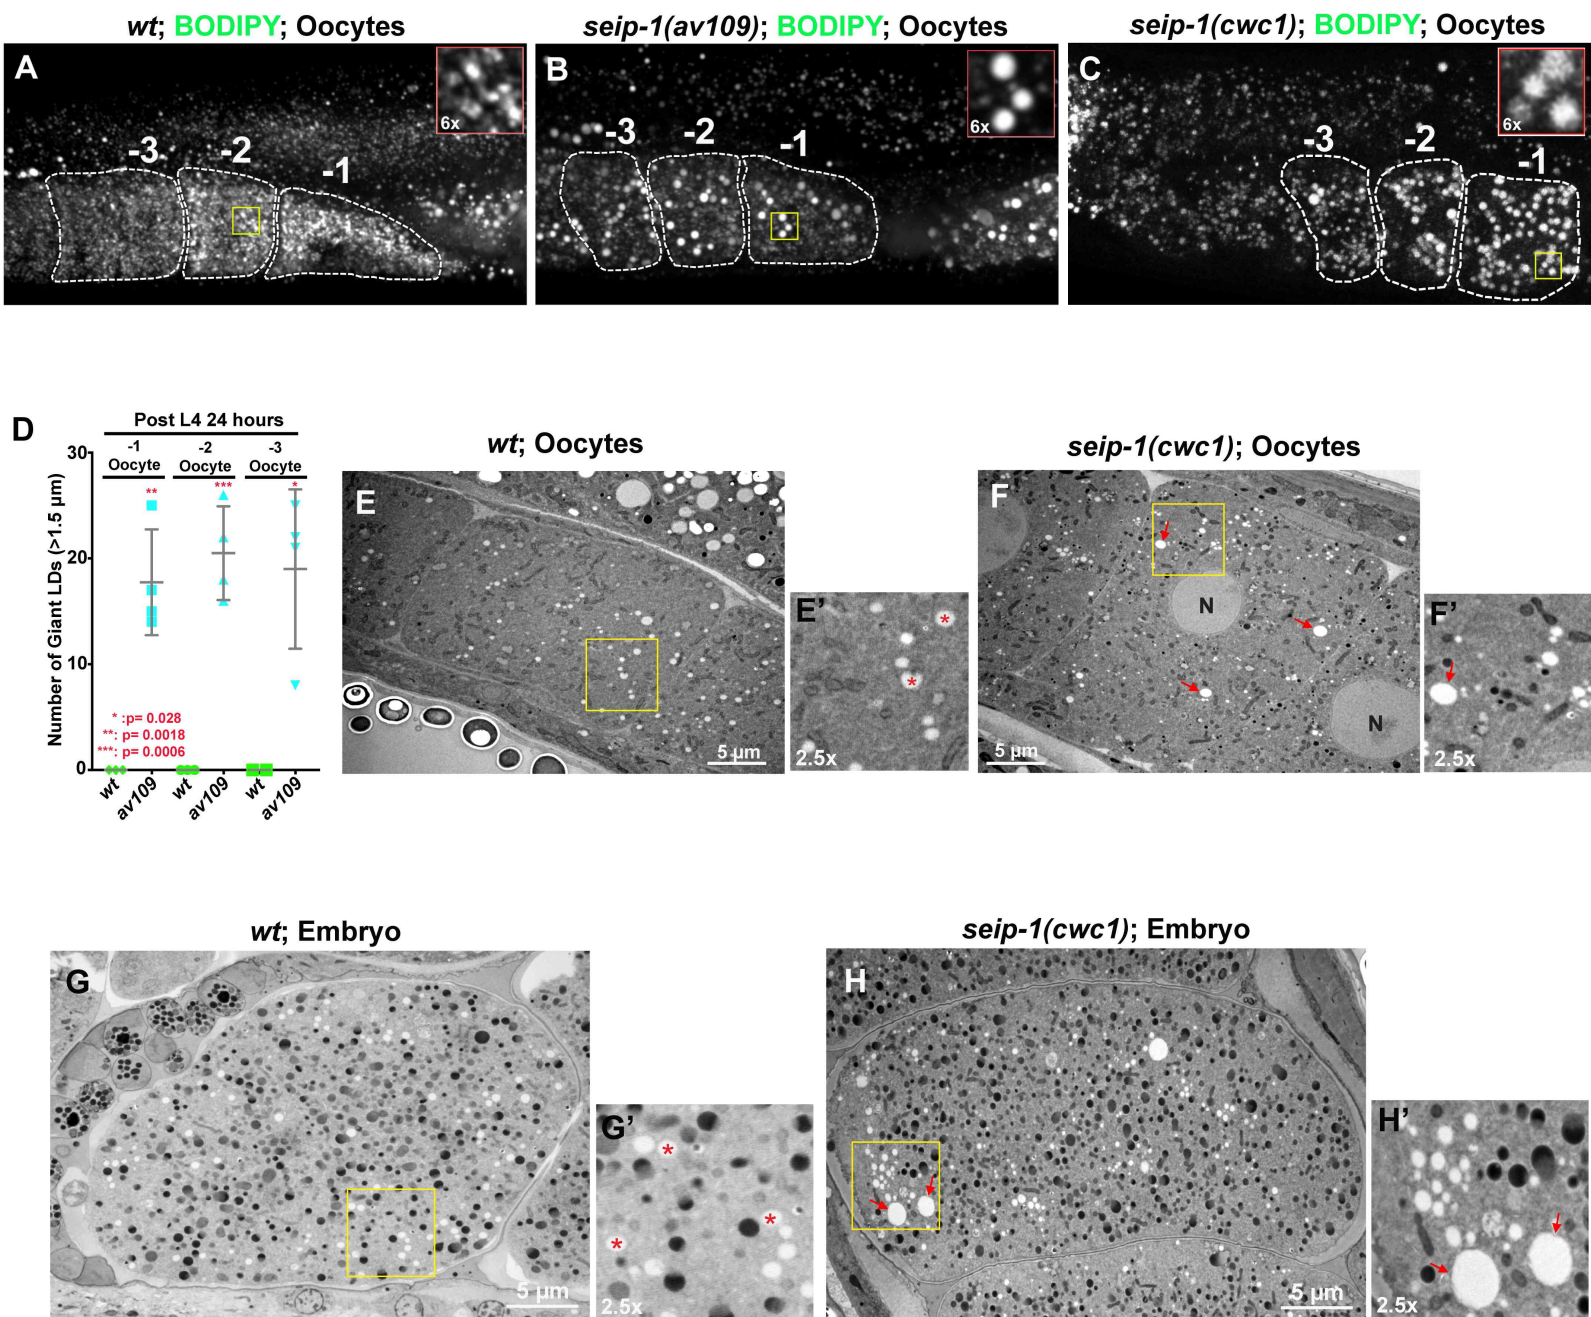 wt; BODIPY; Oocytes
seip-1(av109); BODIPY; Oocytes
seip-1(cwc1); BODIPY; Oocytes
A
-3
-2
-1
6x
B
-3
-2
-1
6x
C
-3
-2
-1
6x
D
Post L4 24 hours
-1 Oocyte
-2 Oocyte
-3 Oocyte
Number of Giant LDs (>1.5 µm)
30
20
10
0
**
***
*
* :p= 0.028
**: p= 0.0018
***: p= 0.0006
wt
av109
wt
av109
wt
av109
wt; Oocytes
E
5 µm
E'
*
*
2.5x
seip-1(cwc1); Oocytes
F
N
N
5 µm
F'
2.5x
wt; Embryo
G
5 µm
G'
*
*
*
2.5x
seip-1(cwc1); Embryo
H
5 µm
H'
2.5x